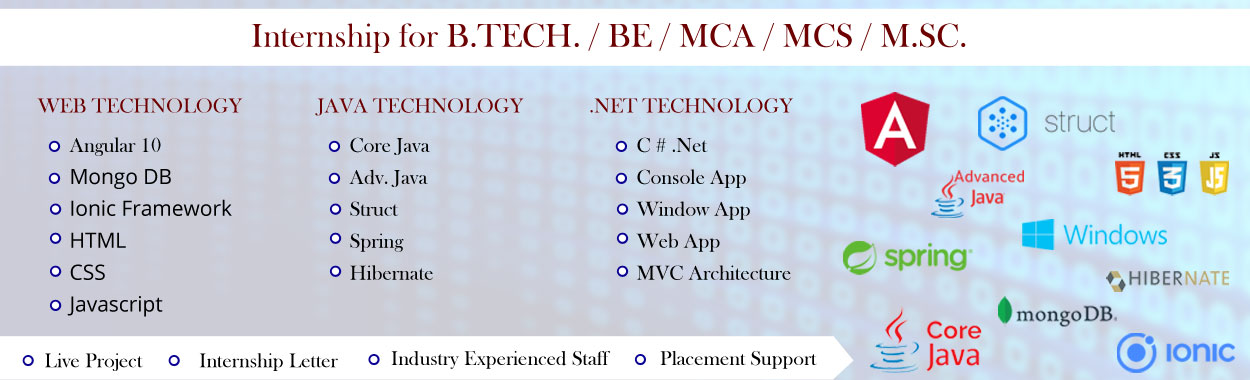 Internship for B.TECH. / BE / MCA / MCS / M.SC.
WEB TECHNOLOGY
Angular 10
Mongo DB
Ionic Framework
HTML
CSS
Javascript
JAVA TECHNOLOGY
Core Java
Adv. Java
Struct
Spring
Hibernate
.NET TECHNOLOGY
C # .Net
Console App
Window App
Web App
MVC Architecture
A
struct
HTML
5
CSS
3
JS
JS
Advanced
Java
Windows
spring
HIBERNATE
mongoDB.
Core
Java
IONIC
Live Project
Internship Letter
Industry Experienced Staff
Placement Support